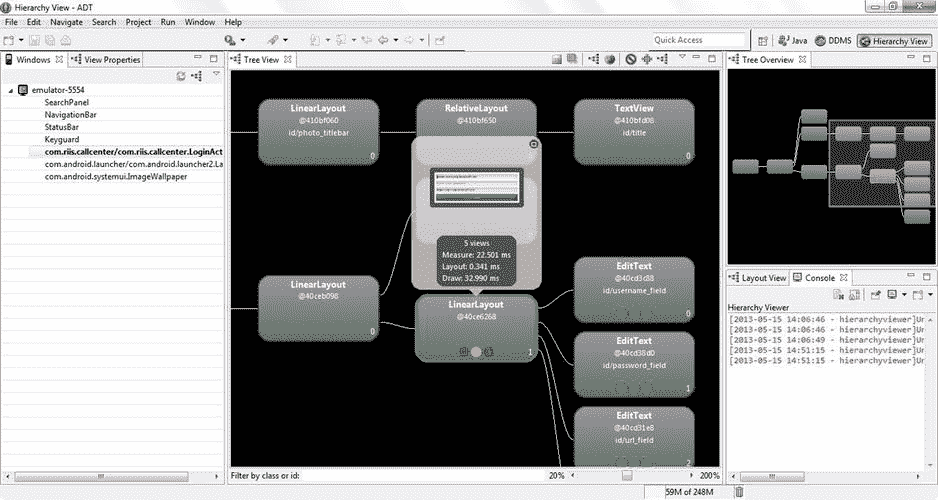 Hierarchy View - ADT
File Edit Navigate Search Project Run Window Help
Quick Access
Java
DDMS
Hierarchy View
Windows
View Properties
emulator-5554
SearchPanel
NavigationBar
StatusBar
Keyguard
com.riis.callcenter/com.riis.callcenter.LoginAct
com.android.launcher/com.android.launcher2.La
com.android.systemui.ImageWallpaper
Tree View
LinearLayout
@410bf060
id/photo_titlebar
0
RelativeLayout
@410bf650
TextView
@410bfd08
id/title
0
5 views
Measure: 22.501 ms
Layout: 0.341 ms
Draw: 32.990 ms
LinearLayout
@40ceb098
0
LinearLayout
@40ce6268
1
EditText
id/username_field
0
EditText
@40cd38d0
id/password_field
1
EditText
@40cd31e8
id/url_field
2
Filter by class or id:
20%
200%
Tree Overview
Layout View
Console
Hierarchy Viewer
[2013-05-15 14:06:46 - hierarchyviewer]Ur
[2013-05-15 14:06:46 - hierarchyviewer]Ur
[2013-05-15 14:06:49 - hierarchyviewer]Ur
[2013-05-15 14:51:15 - hierarchyviewer]Ur
[2013-05-15 14:51:15 - hierarchyviewer]Ur
59M of 248M